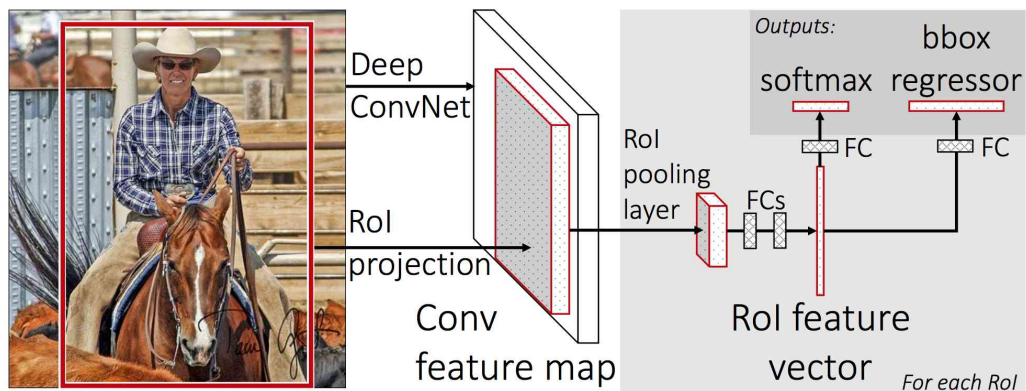 Deep
ConvNet
RoI
projection
Conv
feature map
RoI
pooling
layer
FCs
RoI feature
vector
Outputs:
softmax
bbox
regressor
FC
FC
For each RoI